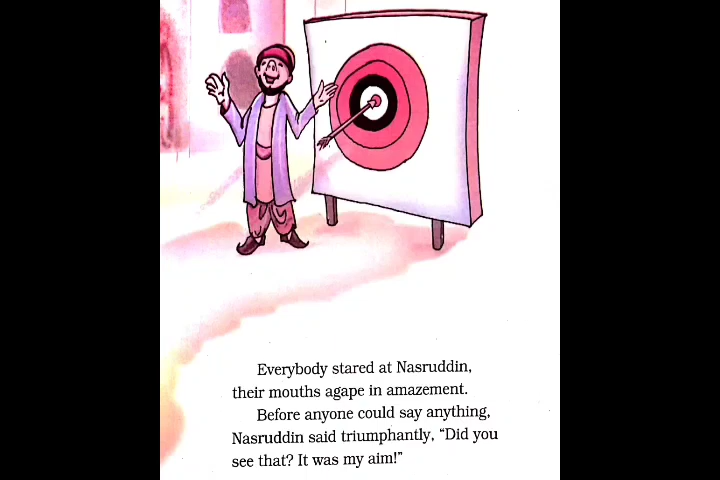 Everybody stared at Nasruddin,
their mouths agape in amazement.
Before anyone could say anything,
Nasruddin said triumphantly, “Did you
see that? It was my aim!”